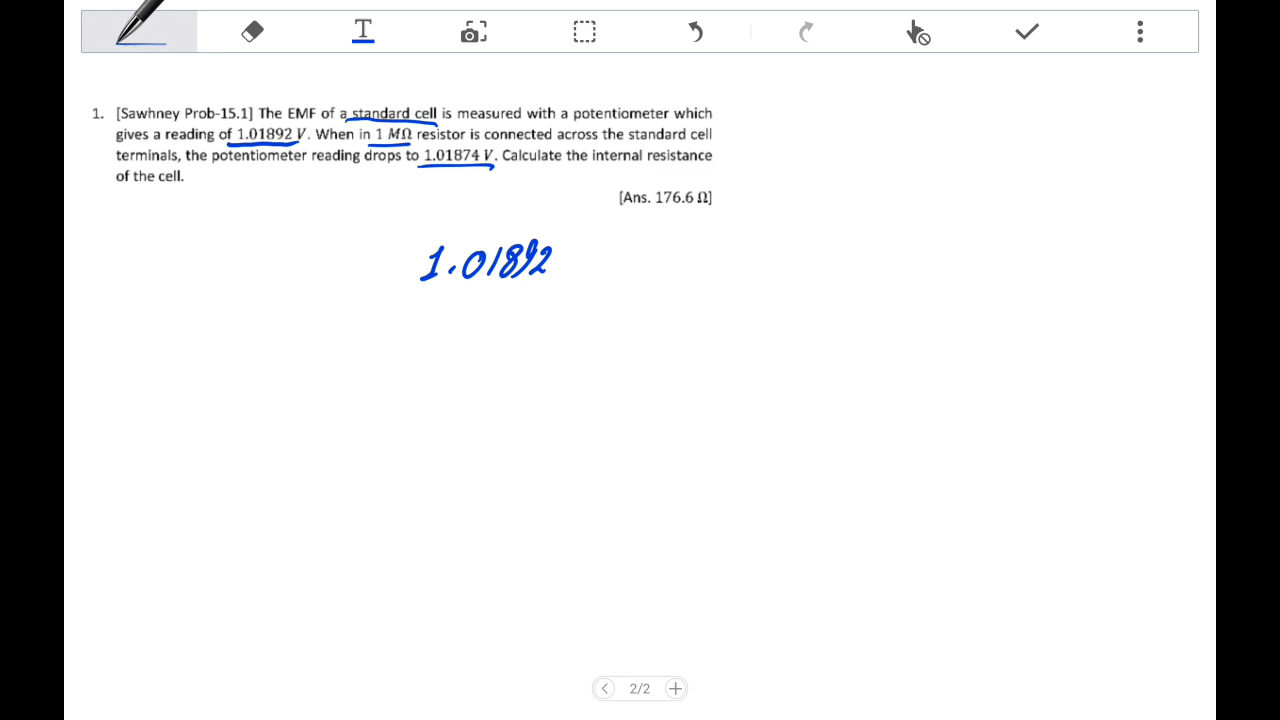 T
1. [Sawhney Prob-15.1] The EMF of a standard cell is measured with a potentiometer which
gives a reading of 1.01892 V. When in 1 MΩ resistor is connected across the standard cell
terminals, the potentiometer reading drops to 1.01874 V. Calculate the internal resistance
of the cell.
[Ans. 176.6 Ω]
1.01892
2/2